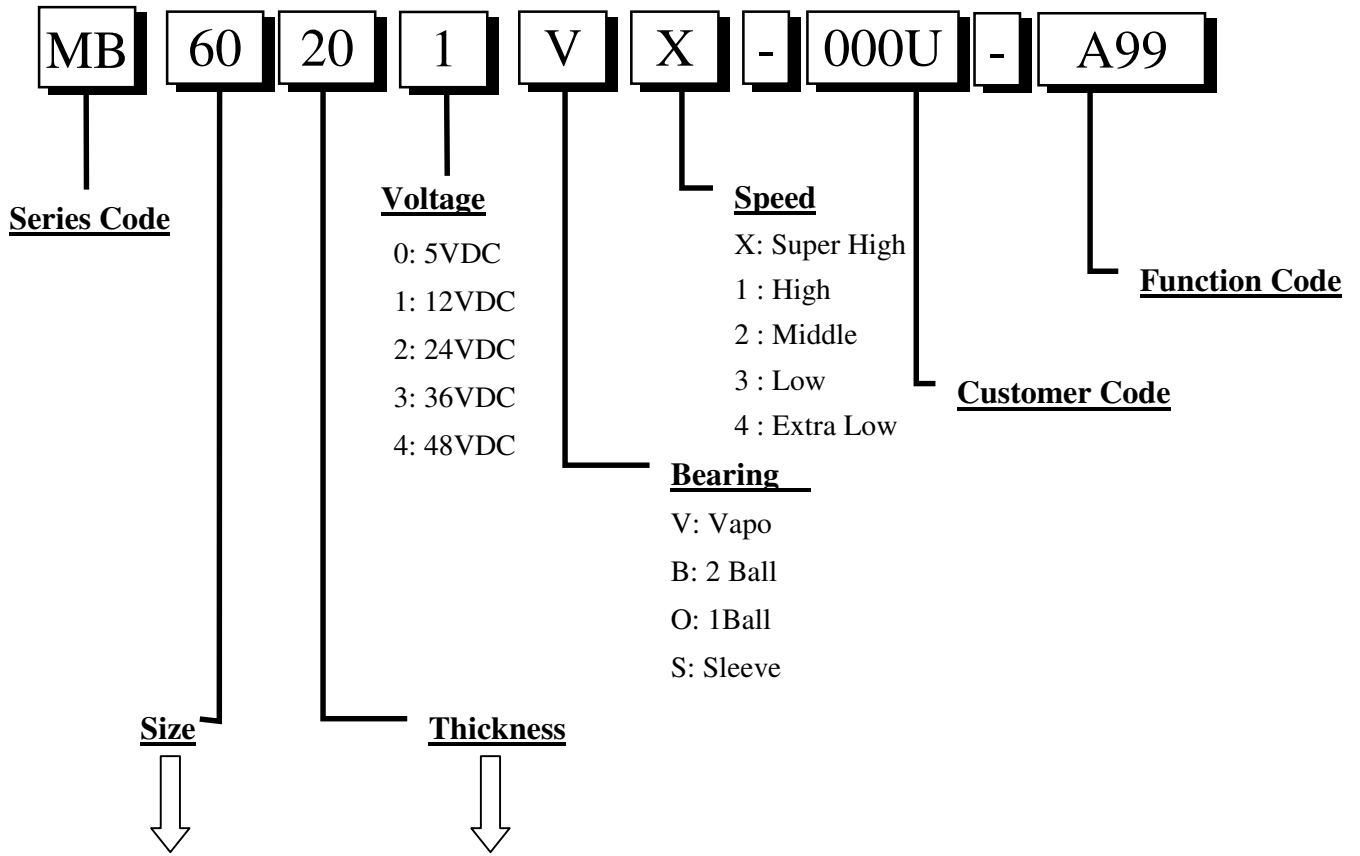 MB 60 20 1 V X - 000U - A99
Series Code
Voltage
0: 5VDC
1: 12VDC
2: 24VDC
3: 36VDC
4: 48VDC
Speed
X: Super High
1 : High
2 : Middle
3 : Low
4 : Extra Low
Function Code
Customer Code
Bearing
V: Vapo
B: 2 Ball
O: 1Ball
S: Sleeve
Size
Thickness